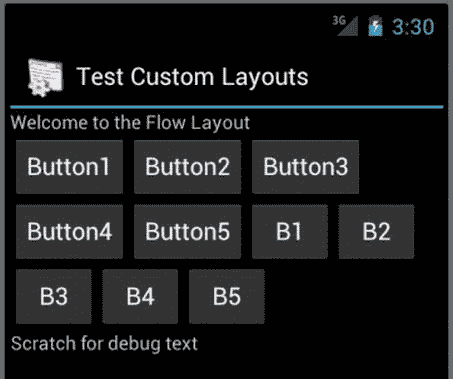 3G 3:30
Test Custom Layouts
Welcome to the Flow Layout
Button1 Button2 Button3
Button4 Button5 B1 B2
B3 B4 B5
Scratch for debug text